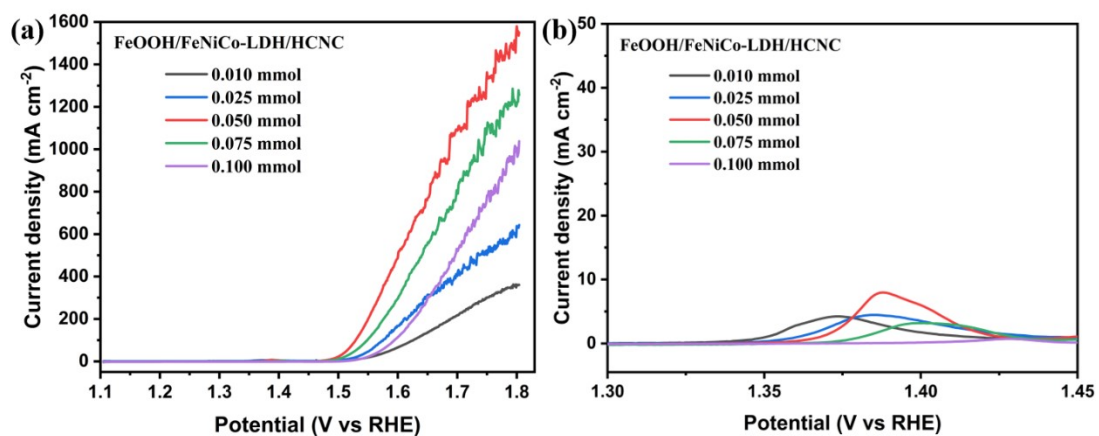 (a)
FeOOH/FeNiCo-LDH/HCNC
0.010 mmol
0.025 mmol
0.050 mmol
0.075 mmol
0.100 mmol
Current density (mA cm-2)
1600
1400
1200
1000
800
600
400
200
0
1.1 1.2 1.3 1.4 1.5 1.6 1.7 1.8
Potential (V vs RHE)
(b)
FeOOH/FeNiCo-LDH/HCNC
0.010 mmol
0.025 mmol
0.050 mmol
0.075 mmol
0.100 mmol
Current density (mA cm-2)
50
40
30
20
10
0
1.30 1.35 1.40 1.45
Potential (V vs RHE)